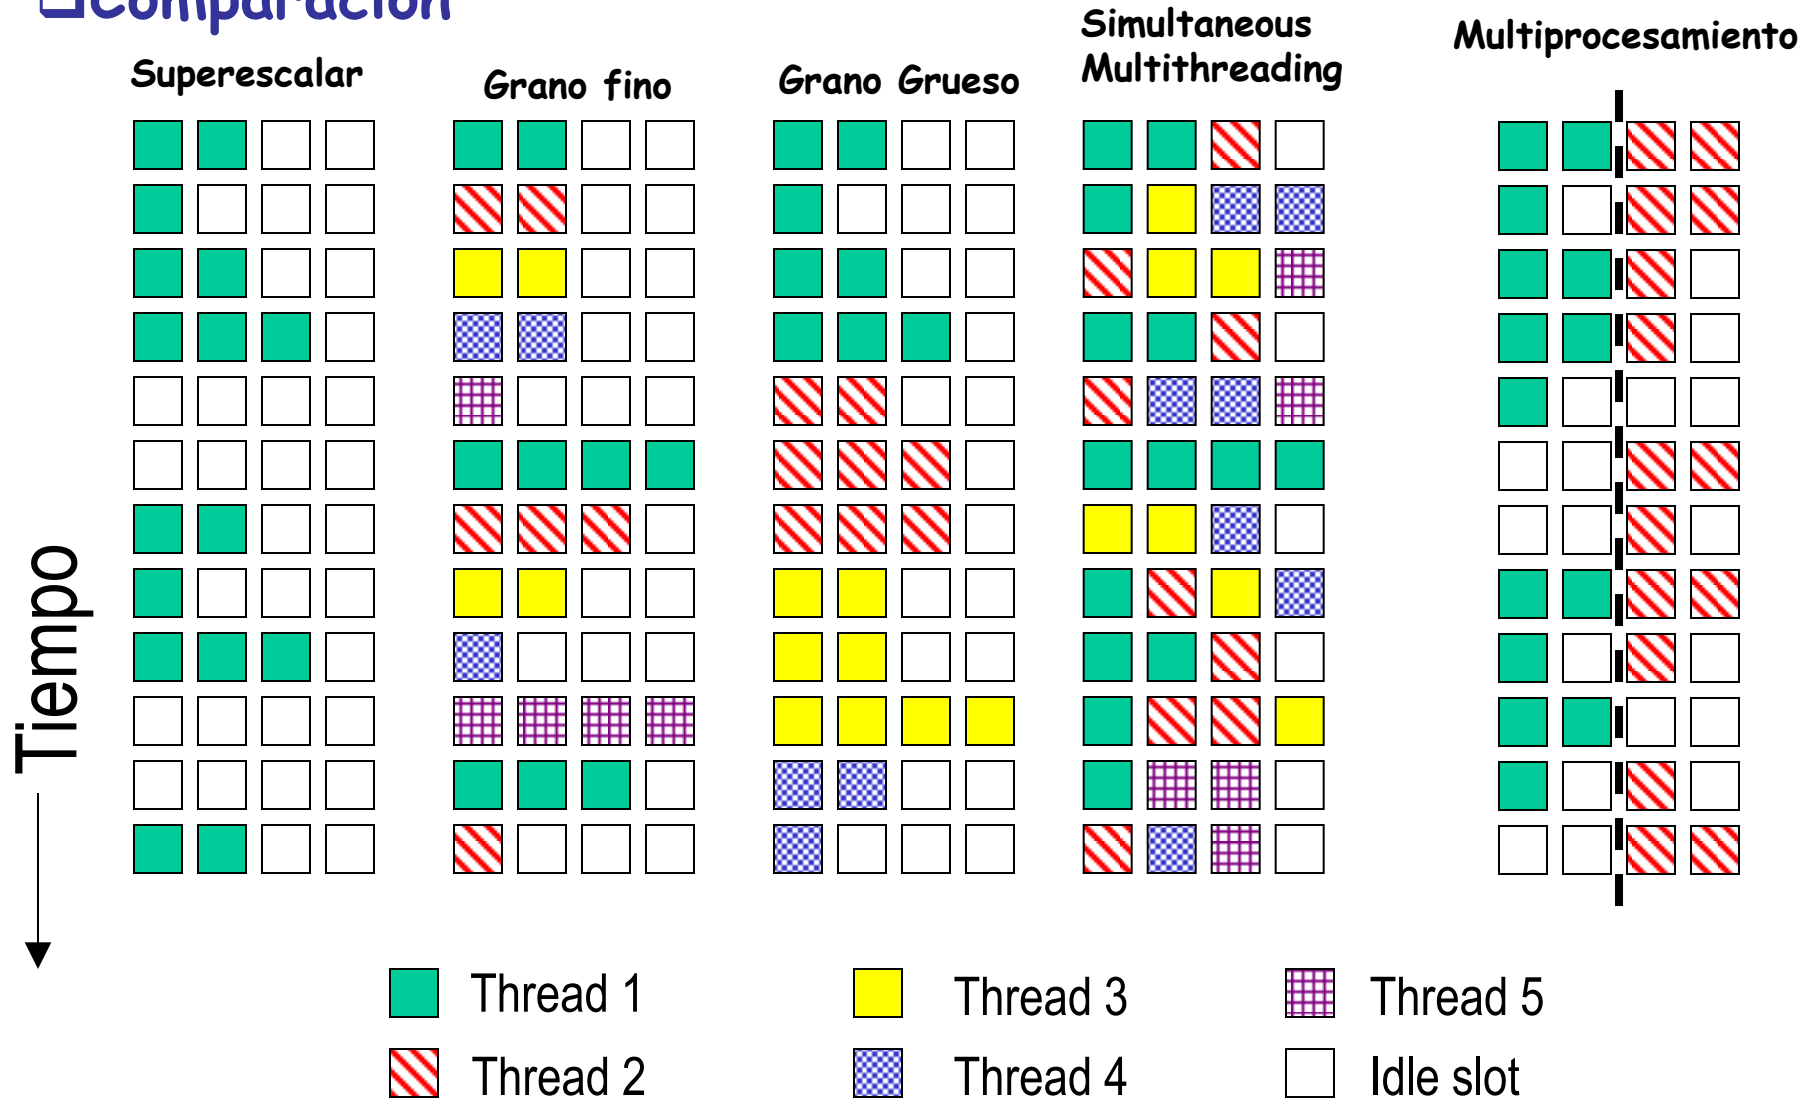 Comparación
Superescalar
Grano fino
Grano Grueso
Simultaneous
Multithreading
Multiprocesamiento
Tiempo
Thread 1
Thread 3
Thread 5
Thread 2
Thread 4
Idle slot